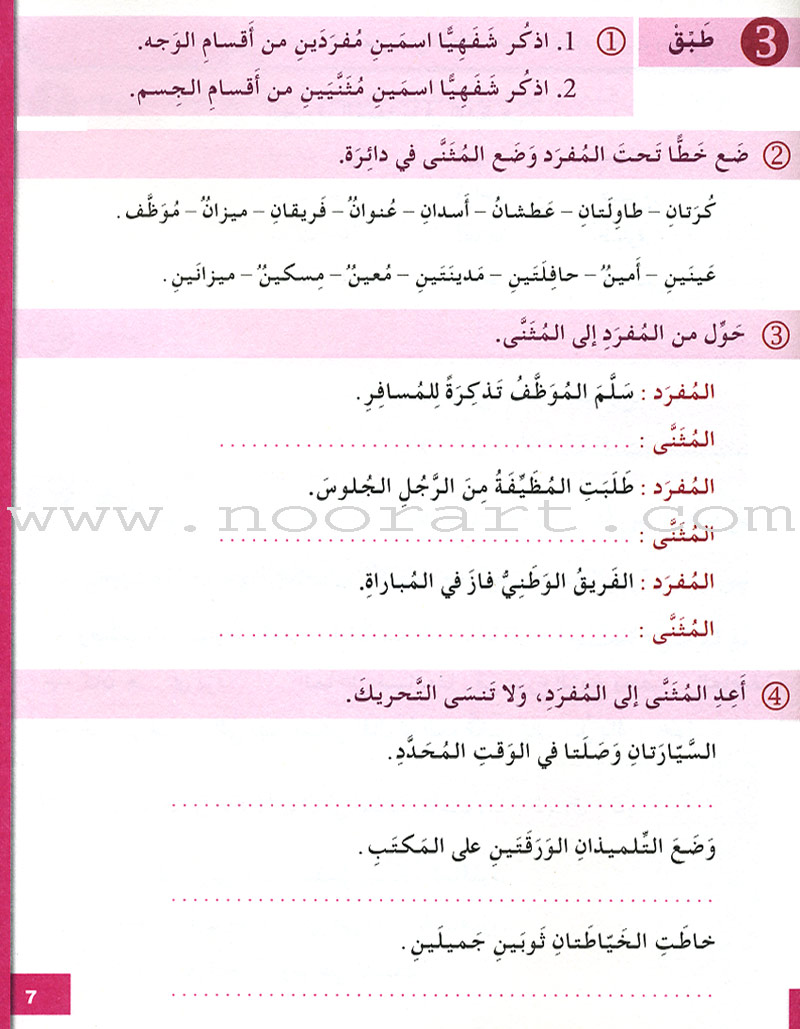 3 طَبِّقْ
① 1. اذكُر شَفَهِيًّا اسمَينِ مُفرَدَينِ من أَقسامِ الوَجه.
2. اذكُر شَفَهِيًّا اسمَينِ مُثَنَّيَينِ من أَقسامِ الجِسم.
② ضَع خَطًّا تَحتَ المُفرَد وَضَع المُثَنَّى في دائِرَة.
كُرَتانِ – طاوِلَتانِ – عَطشانُ – أَسدانِ – عُنوانٌ – فَريقانِ – ميزانٌ – مُوَظَّف.
عَينَينِ – أَمينٌ – حافِلَتَينِ – مَدينَتَينِ – مُعينٌ – مِسكينٌ – ميزانَينِ.
③ حَوِّل من المُفرَدِ إلى المُثَنَّى.
المُفرَد : سَلَّمَ المُوَظَّفُ تَذكِرَةً لِلمُسافِرِ.
المُثَنَّى : ......................................
المُفرَد : طَلَبَتِ المُظَيِّفَةُ مِنَ الرَّجُلِ الجُلوسَ.
www.noorart.com
المُثَنَّى : ......................................
المُفرَد : الفَريقُ الوَطَنِيُّ فازَ في المُباراةِ.
المُثَنَّى : ......................................
④ أَعِدِ المُثَنَّى إلى المُفرَدِ، وَلا تَنسَى التَّحريكَ.
السَّيّارَتانِ وَصَلَتا في الوَقتِ المُحَدَّدِ.
..................................................
وَضَعَ التِّلميذانِ الوَرَقَتَينِ على المَكتَبِ.
..................................................
خاطَتِ الخَيّاطَتانِ ثَوبَينِ جَميلَينِ.
..................................................
7